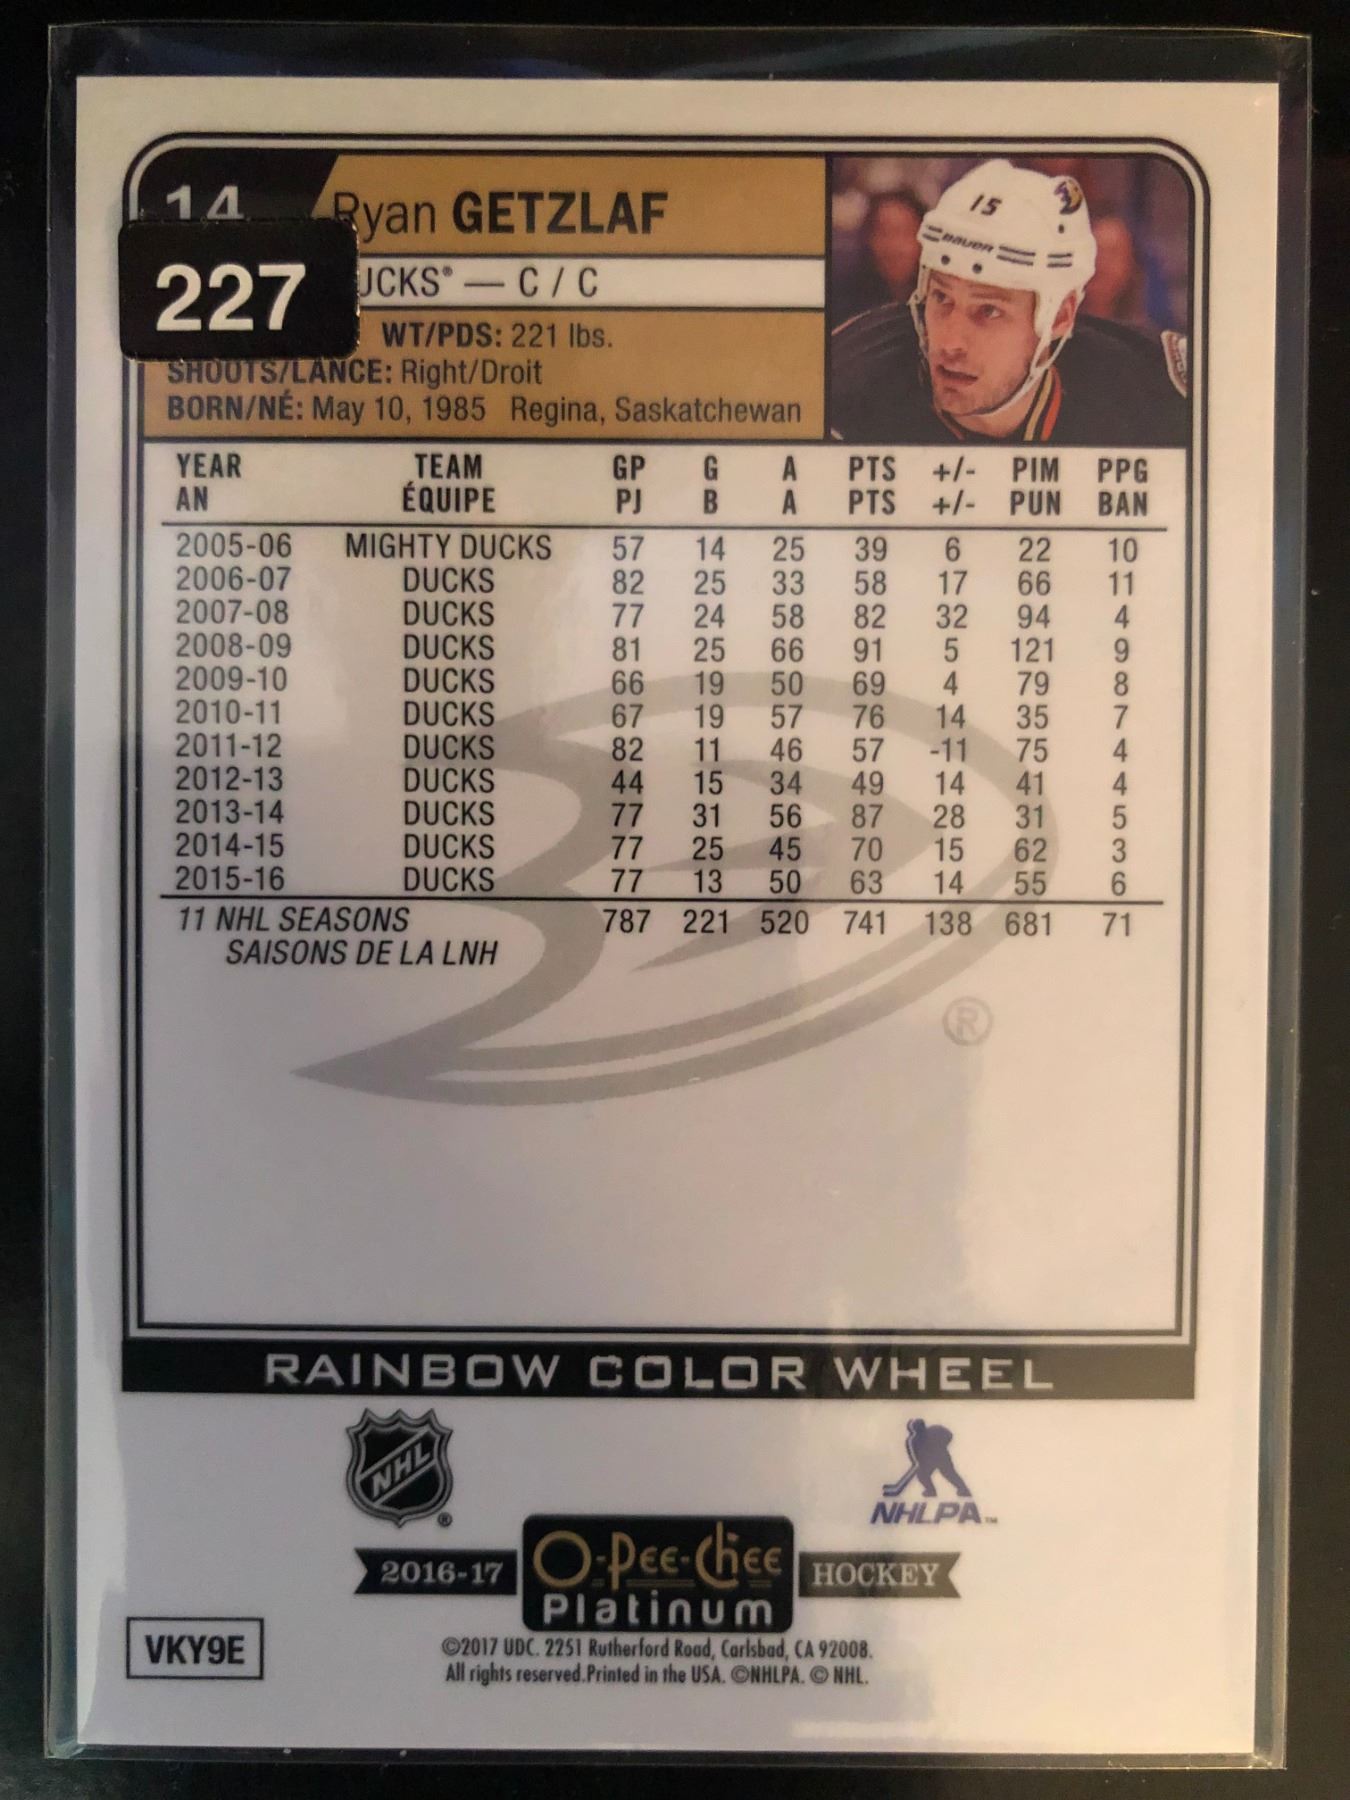 14 Ryan GETZLAF
227
UCKS® — C / C
WT/PDS: 221 lbs.
SHOOTS/LANCE: Right/Droit
BORN/NÉ: May 10, 1985 Regina, Saskatchewan
15
BAUER
YEAR TEAM GP G A PTS +/- PIM PPG
AN ÉQUIPE PJ B A PTS +/- PUN BAN
2005-06 MIGHTY DUCKS 57 14 25 39 6 22 10
2006-07 DUCKS 82 25 33 58 17 66 11
2007-08 DUCKS 77 24 58 82 32 94 4
2008-09 DUCKS 81 25 66 91 5 121 9
2009-10 DUCKS 66 19 50 69 4 79 8
2010-11 DUCKS 67 19 57 76 14 35 7
2011-12 DUCKS 82 11 46 57 -11 75 4
2012-13 DUCKS 44 15 34 49 14 41 4
2013-14 DUCKS 77 31 56 87 28 31 5
2014-15 DUCKS 77 25 45 70 15 62 3
2015-16 DUCKS 77 13 50 63 14 55 6
11 NHL SEASONS 787 221 520 741 138 681 71
SAISONS DE LA LNH
®
RAINBOW COLOR WHEEL
NHL ®
NHLPA™
2016-17 O-PEE-CHEE HOCKEY
Platinum
VKY9E
©2017 UDC. 2251 Rutherford Road, Carlsbad, CA 92008.
All rights reserved.Printed in the USA. ©NHLPA. © NHL.